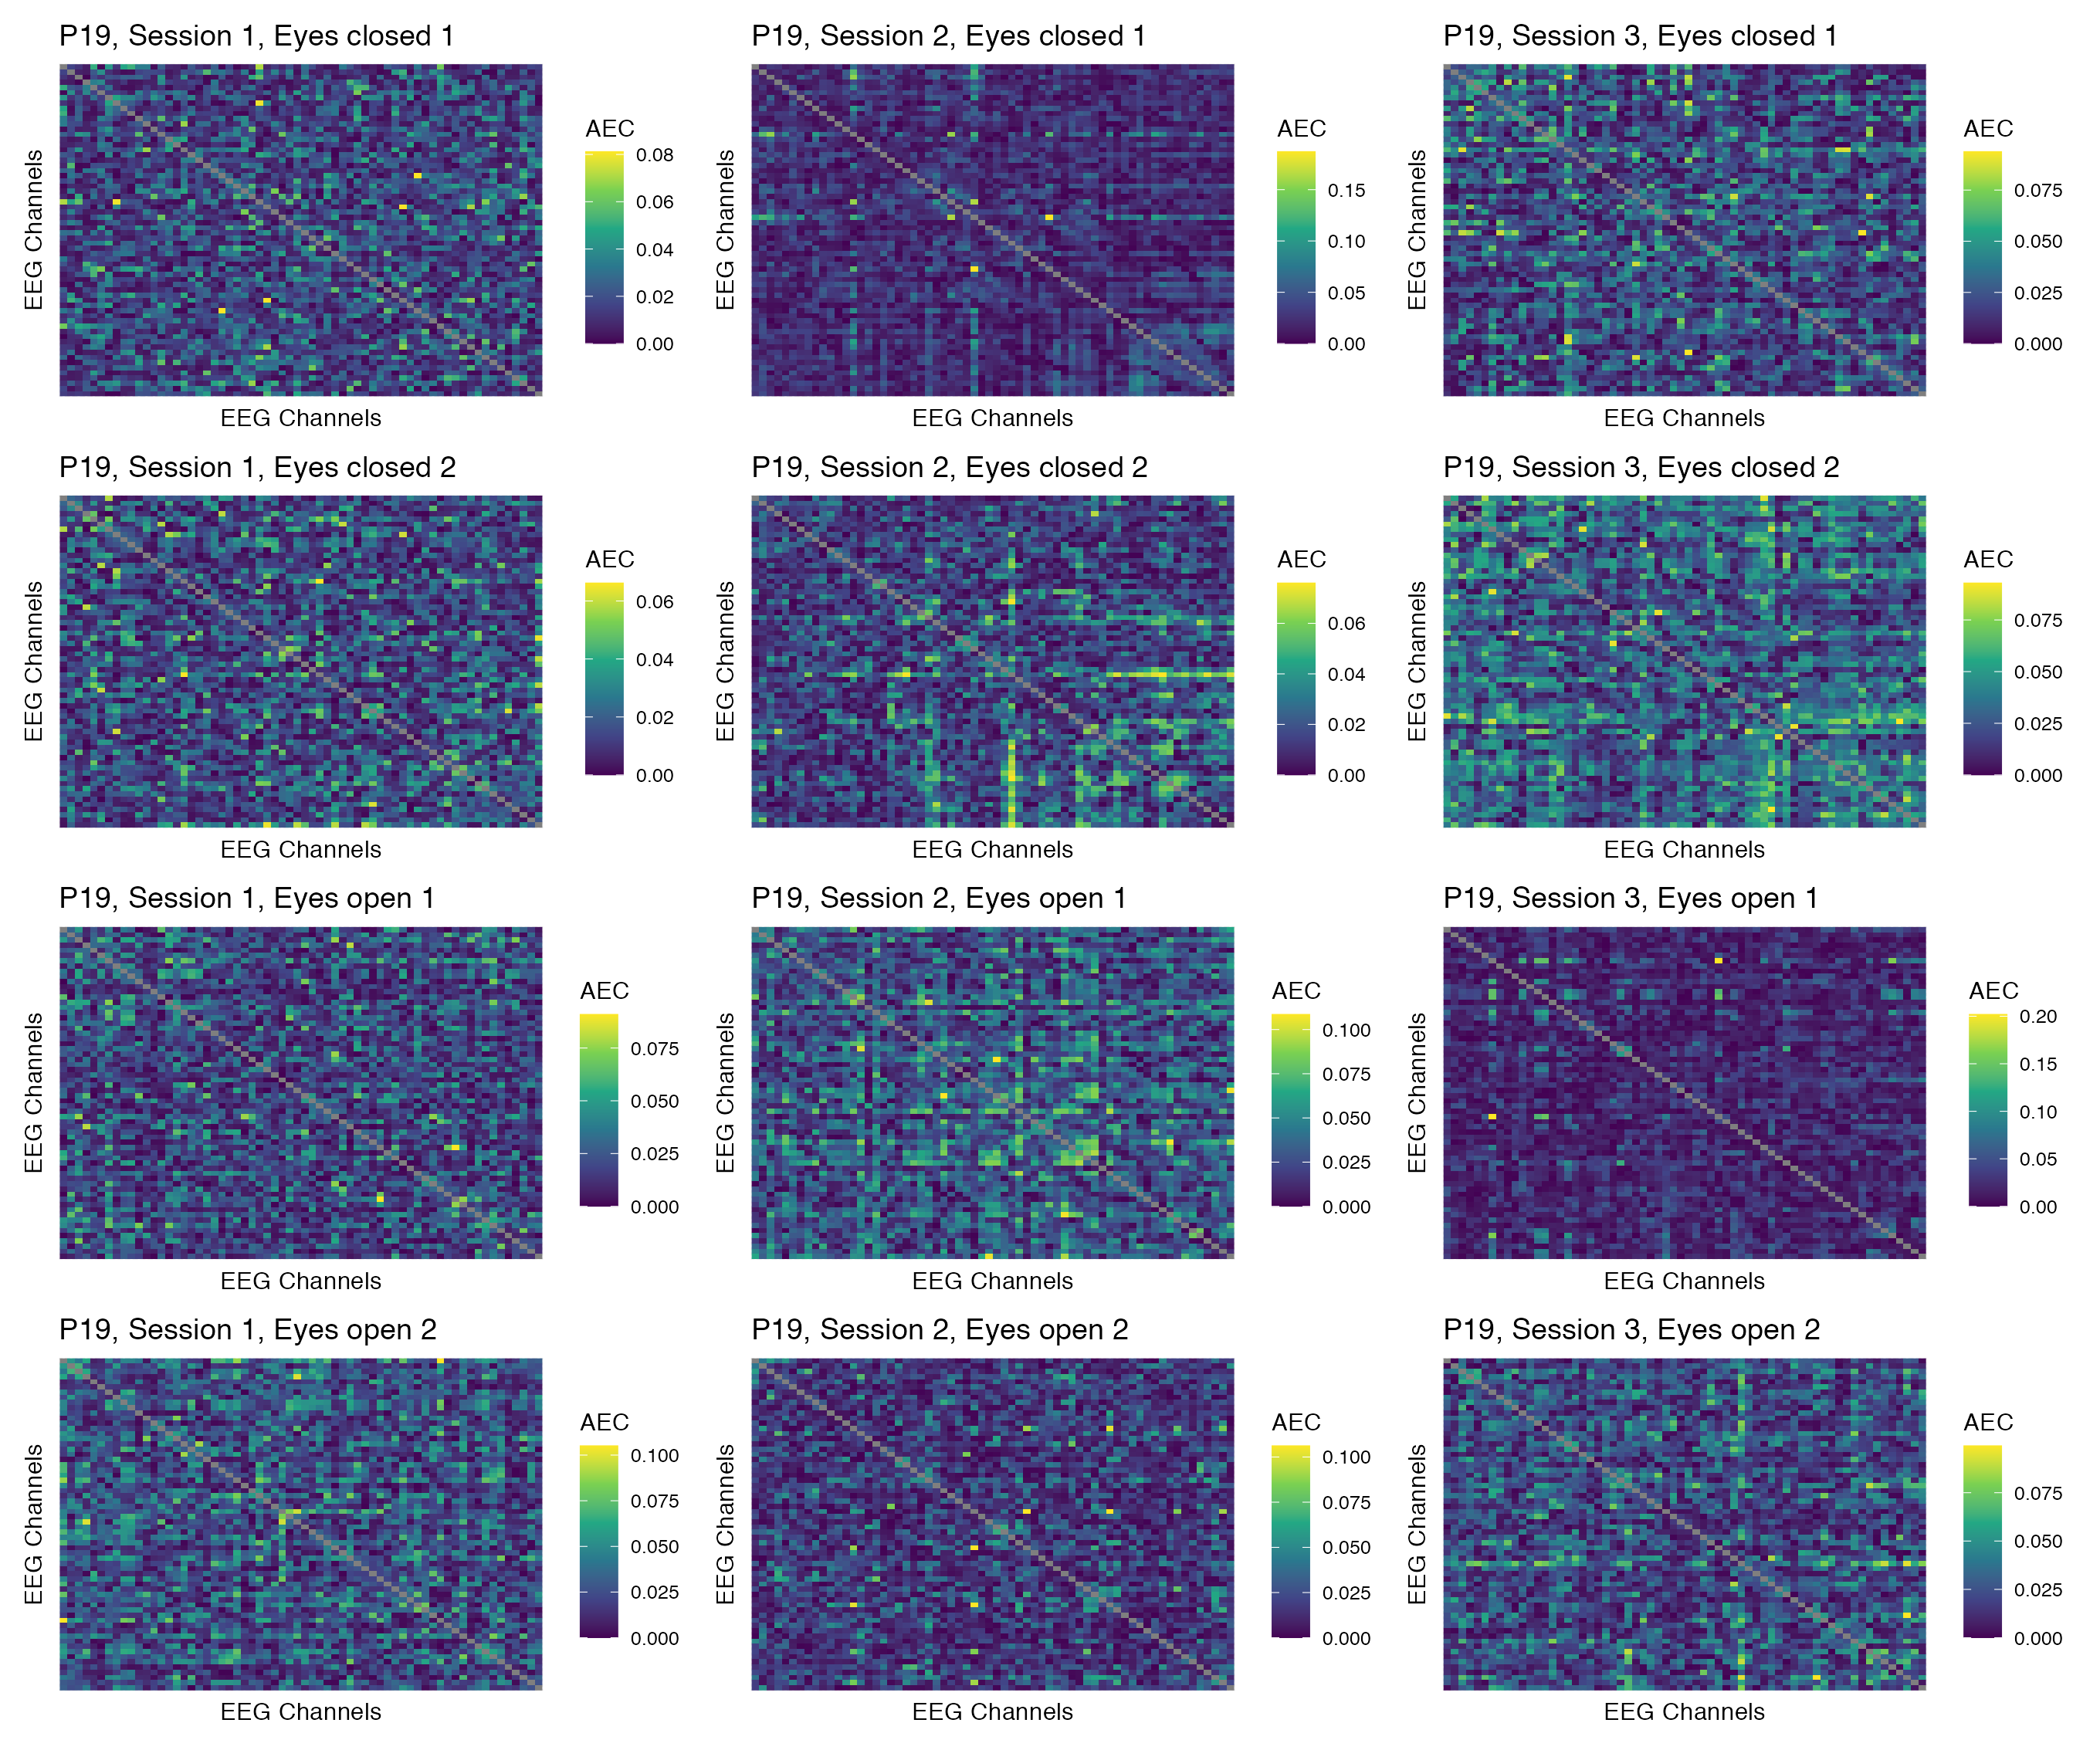 P19, Session 1, Eyes closed 1
EEG Channels
EEG Channels
AEC
0.08
0.06
0.04
0.02
0.00
P19, Session 2, Eyes closed 1
EEG Channels
EEG Channels
AEC
0.15
0.10
0.05
0.00
P19, Session 3, Eyes closed 1
EEG Channels
EEG Channels
AEC
0.075
0.050
0.025
0.000
P19, Session 1, Eyes closed 2
EEG Channels
EEG Channels
AEC
0.06
0.04
0.02
0.00
P19, Session 2, Eyes closed 2
EEG Channels
EEG Channels
AEC
0.06
0.04
0.02
0.00
P19, Session 3, Eyes closed 2
EEG Channels
EEG Channels
AEC
0.075
0.050
0.025
0.000
P19, Session 1, Eyes open 1
EEG Channels
EEG Channels
AEC
0.075
0.050
0.025
0.000
P19, Session 2, Eyes open 1
EEG Channels
EEG Channels
AEC
0.100
0.075
0.050
0.025
0.000
P19, Session 3, Eyes open 1
EEG Channels
EEG Channels
AEC
0.20
0.15
0.10
0.05
0.00
P19, Session 1, Eyes open 2
EEG Channels
EEG Channels
AEC
0.100
0.075
0.050
0.025
0.000
P19, Session 2, Eyes open 2
EEG Channels
EEG Channels
AEC
0.100
0.075
0.050
0.025
0.000
P19, Session 3, Eyes open 2
EEG Channels
EEG Channels
AEC
0.075
0.050
0.025
0.000